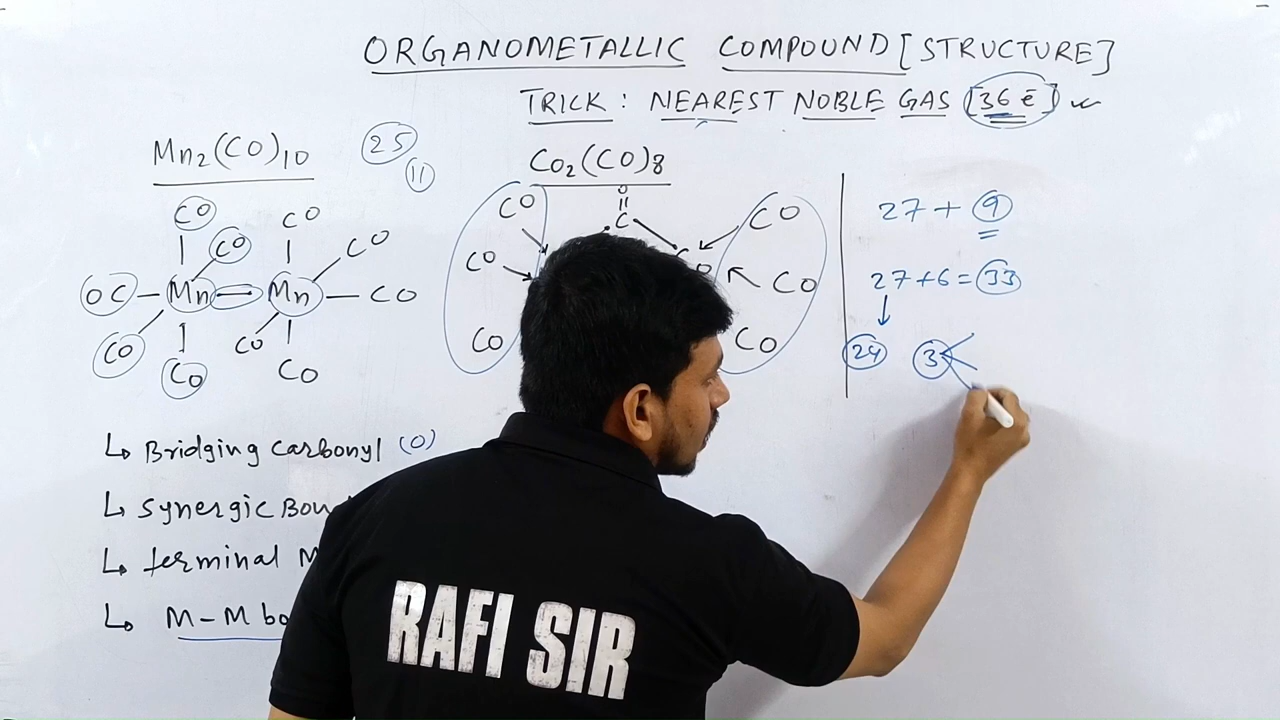 ORGANOMETALLIC COMPOUND [STRUCTURE]
TRICK : NEAREST NOBLE GAS [36 e̅]
Mn₂(CO)₁₀
25
11
Co₂(CO)₈
CO CO
CO CO
OC – Mn – Mn – CO
CO CO
CO CO
O
C
CO CO
CO CO
CO CO
Co
27 + 9
27 + 6 = 33
24 3
↳ Bridging Carbonyl (0)
↳ Synergic
↳ terminal
↳ M – M
RAFI SIR